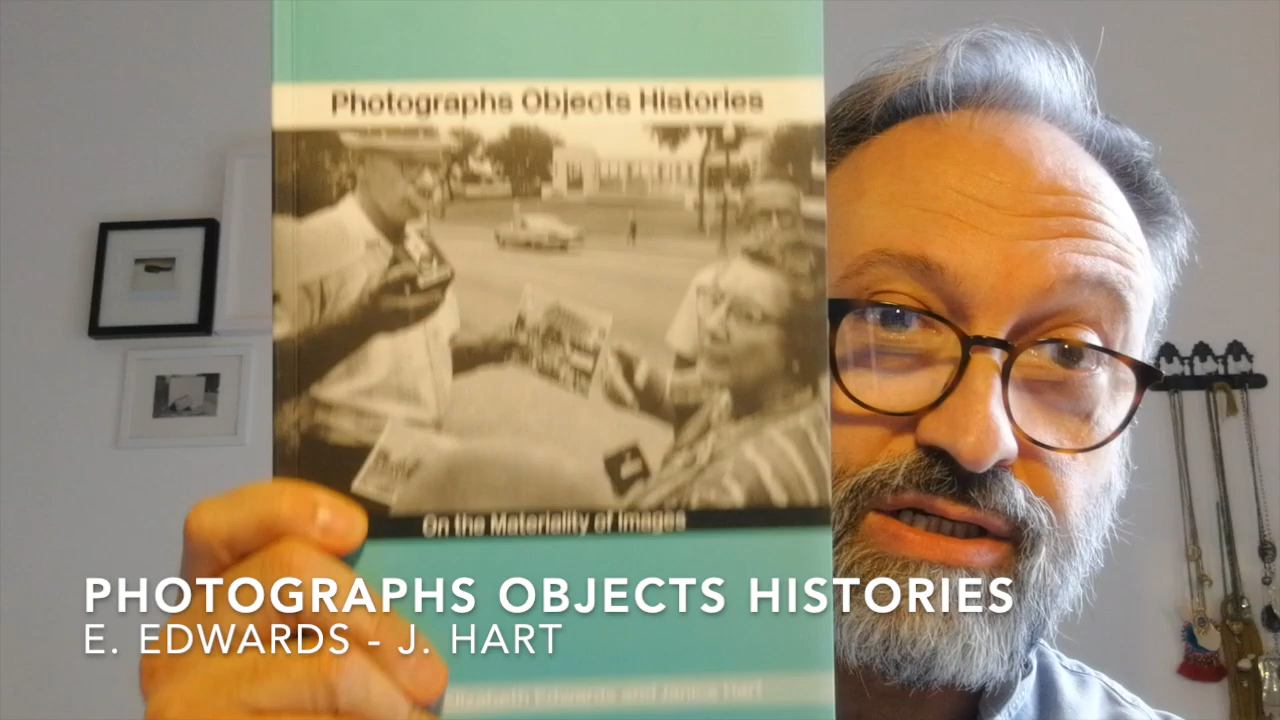 Photographs Objects Histories
On the Materiality of Images
PHOTOGRAPHS OBJECTS HISTORIES
E. EDWARDS - J. HART
Elizabeth Edwards and Janice Hart